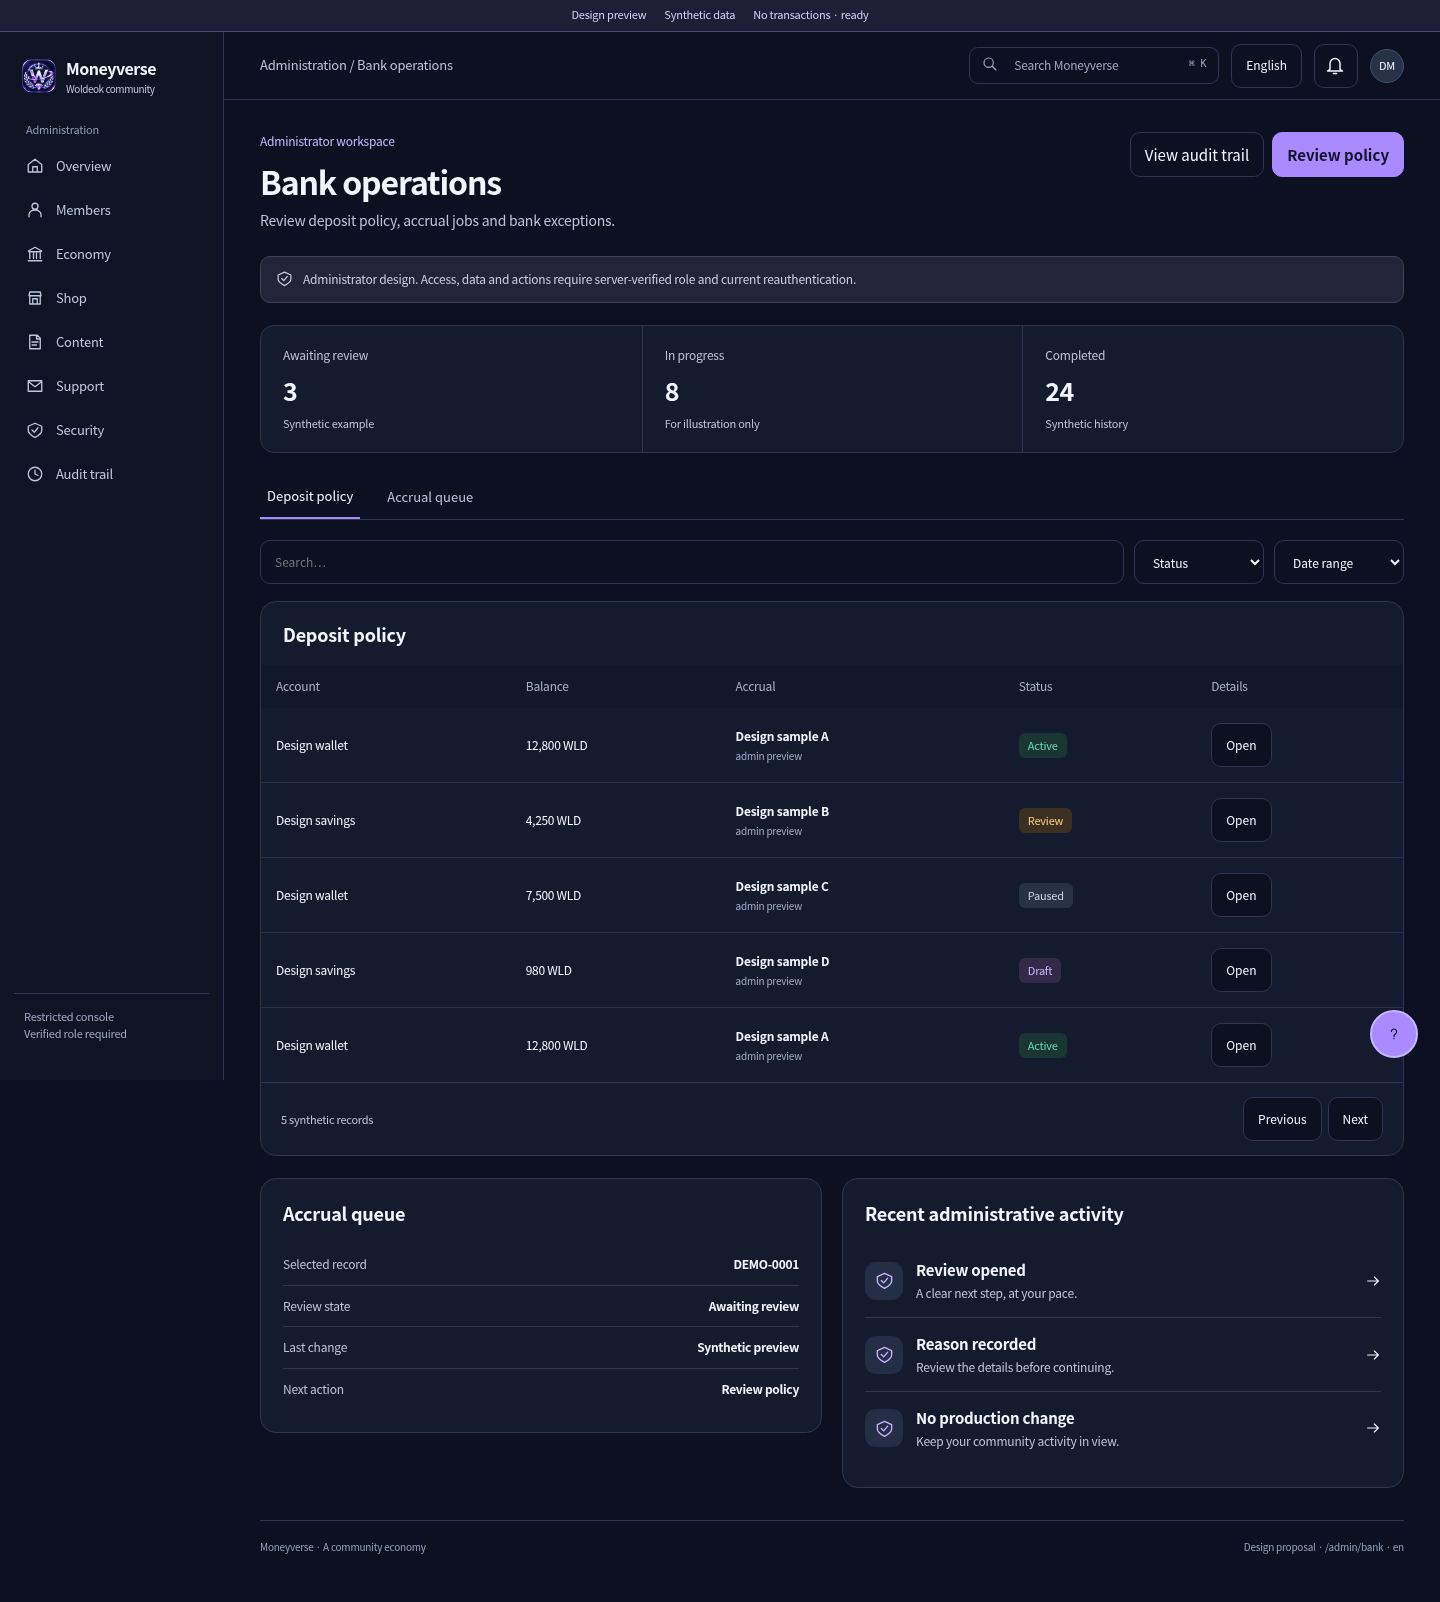 Design preview Synthetic data No transactions · ready
Moneyverse
Woldeok community
Administration
Overview
Members
Economy
Shop
Content
Support
Security
Audit trail
Restricted console
Verified role required
Administration / Bank operations
Search Moneyverse ⌘ K
English
DM
Administrator workspace
Bank operations
Review deposit policy, accrual jobs and bank exceptions.
View audit trail
Review policy
Administrator design. Access, data and actions require server-verified role and current reauthentication.
Awaiting review
3
Synthetic example
In progress
8
For illustration only
Completed
24
Synthetic history
Deposit policy
Accrual queue
Search…
Status
Date range
Deposit policy
Account Balance Accrual Status Details
Design wallet 12,800 WLD Design sample A Active Open
admin preview
Design savings 4,250 WLD Design sample B Review Open
admin preview
Design wallet 7,500 WLD Design sample C Paused Open
admin preview
Design savings 980 WLD Design sample D Draft Open
admin preview
Design wallet 12,800 WLD Design sample A Active Open
admin preview
?
5 synthetic records
Previous
Next
Accrual queue
Selected record DEMO-0001
Review state Awaiting review
Last change Synthetic preview
Next action Review policy
Recent administrative activity
Review opened
A clear next step, at your pace.
Reason recorded
Review the details before continuing.
No production change
Keep your community activity in view.
Moneyverse · A community economy
Design proposal · /admin/bank · en